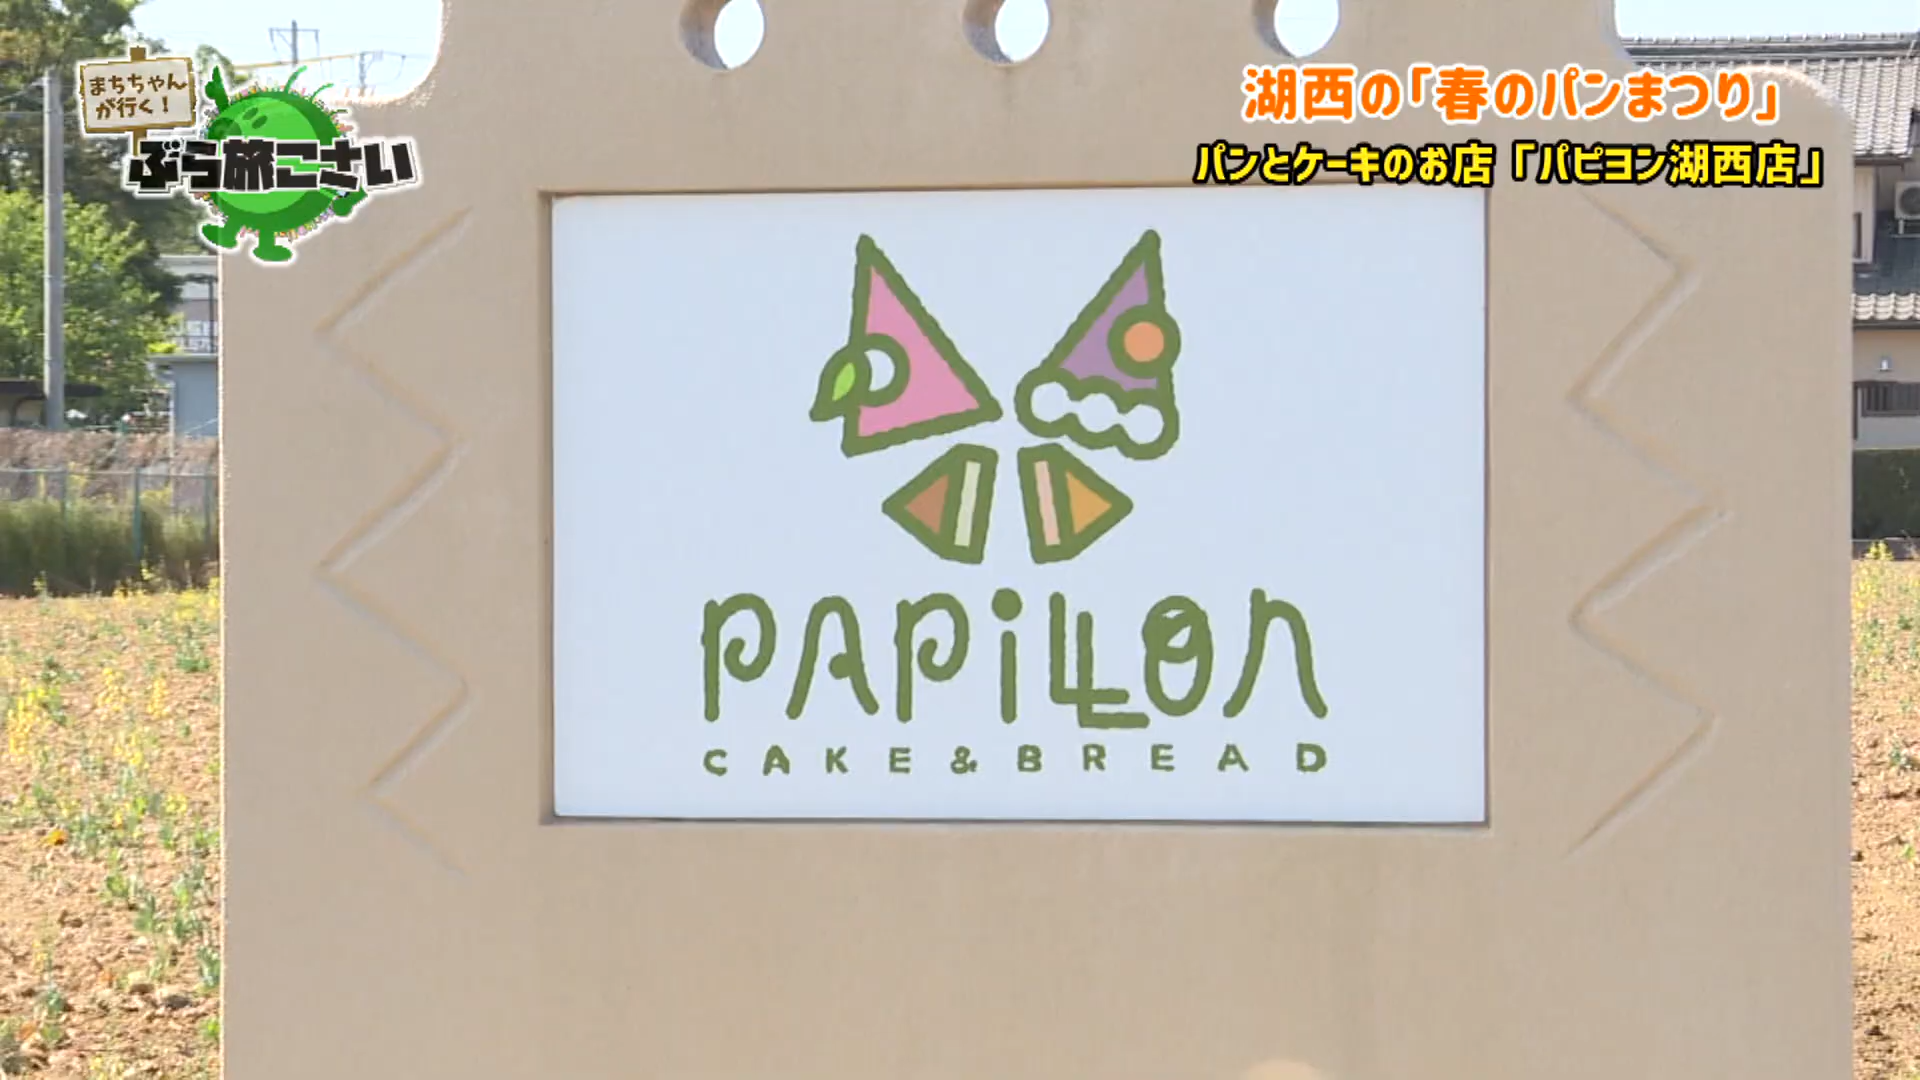 まちちゃん
が行く!
ぶら旅こさい
湖西の「春のパンまつり」
パンとケーキのお店「パピヨン湖西店」
PAPiLLON
CAKE&BREAD